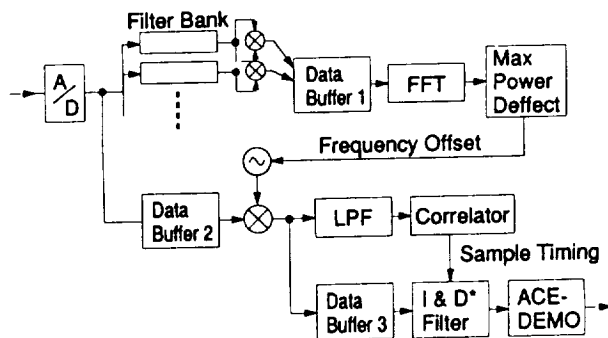 Filter Bank
A/D
Data
Buffer 1
FFT
Max
Power
Deffect
Frequency Offset
Data
Buffer 2
LPF
Correlator
Sample Timing
Data
Buffer 3
I & D*
Filter
ACE-
DEMO